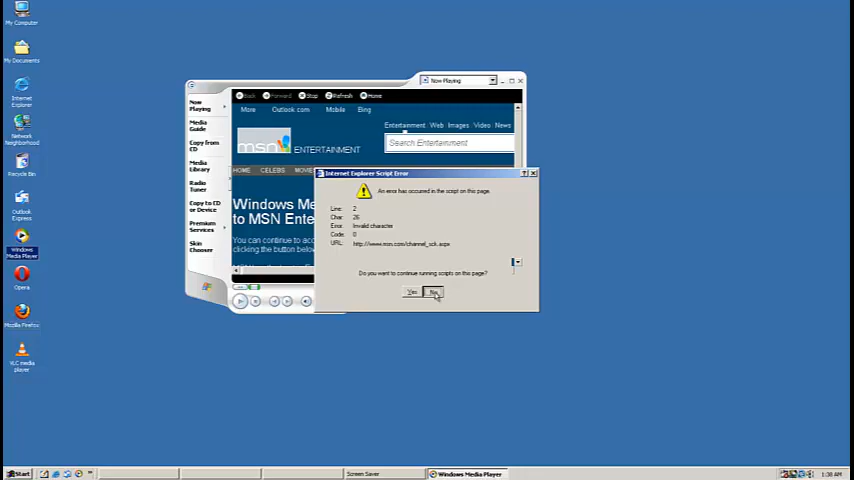 My Computer
My Documents
Internet
Explorer
Network
Neighborhood
Recycle Bin
Outlook
Express
Windows
Media Player
Opera
Mozilla Firefox
VLC media
player
Now Playing
Back Forward Stop Refresh Home
Now
Playing
Media
Guide
Copy from
CD
Media
Library
Radio
Tuner
Copy to CD
or Device
Premium
Services
Skin
Chooser
More Outlook.com Mobile Bing
Entertainment Web Images Video News
msn ENTERTAINMENT
Search Entertainment
HOME CELEBS MOVIE
Windows Me
to MSN Ente
You can continue to acc
clicking the button below
Internet Explorer Script Error
An error has occurred in the script on this page.
Line: 2
Char: 26
Error: Invalid character
Code: 0
URL: http://www.msn.com/channel_sck.aspx
Do you want to continue running scripts on this page?
Yes No
Start
Screen Saver
Windows Media Player
1:38 AM